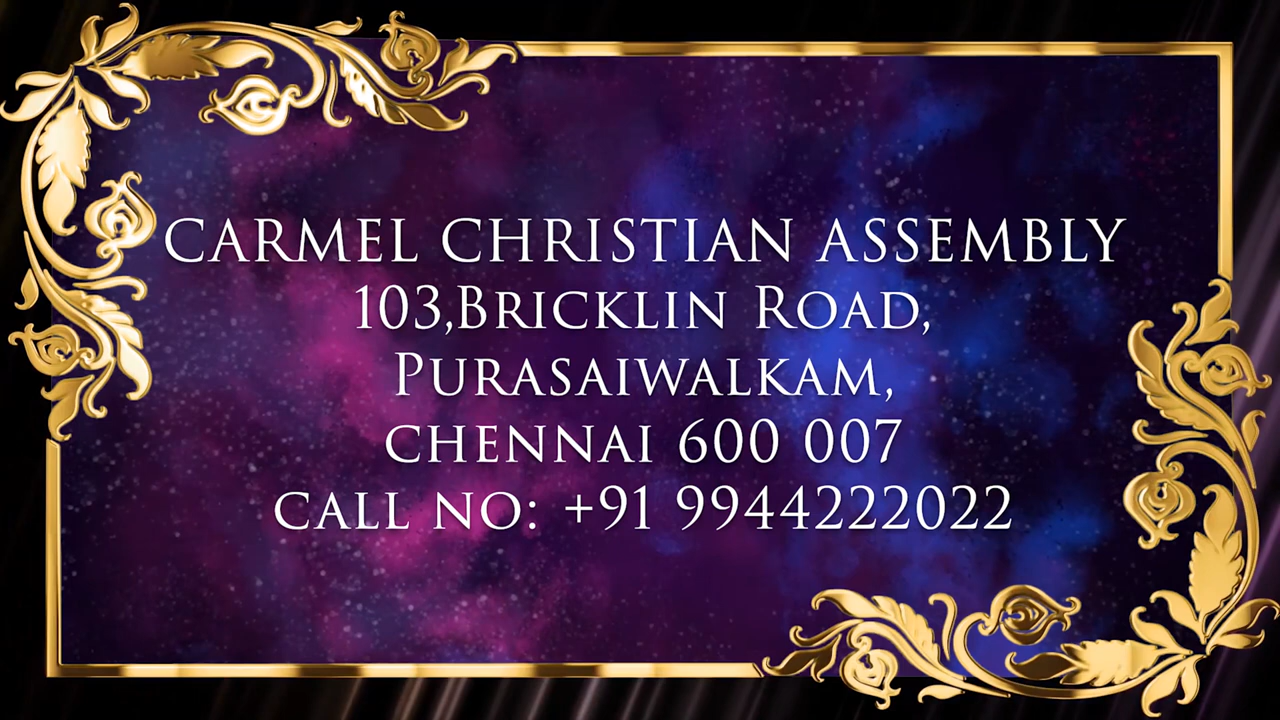 CARMEL CHRISTIAN ASSEMBLY
103,Bricklin Road,
Purasaiwalkam,
chennai 600 007
call no: +91 9944222022